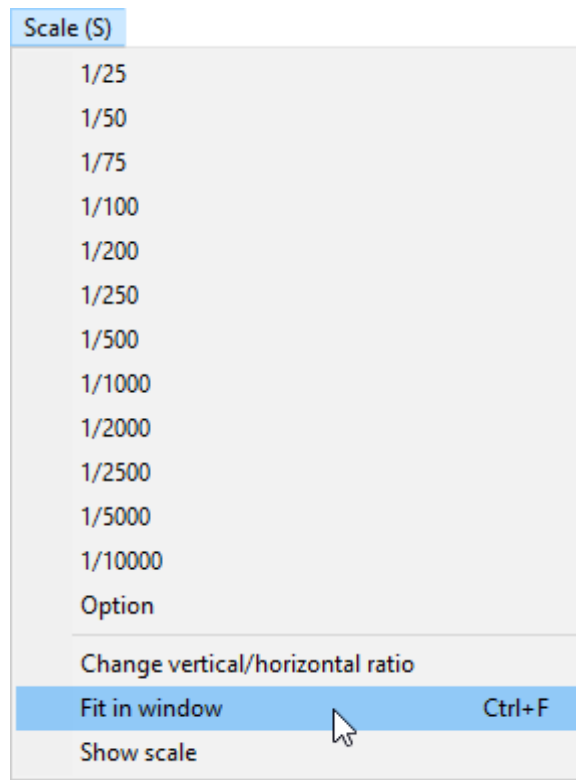 Scale (S)
1/25
1/50
1/75
1/100
1/200
1/250
1/500
1/1000
1/2000
1/2500
1/5000
1/10000
Option
Change vertical/horizontal ratio
Fit in window Ctrl+F
Show scale